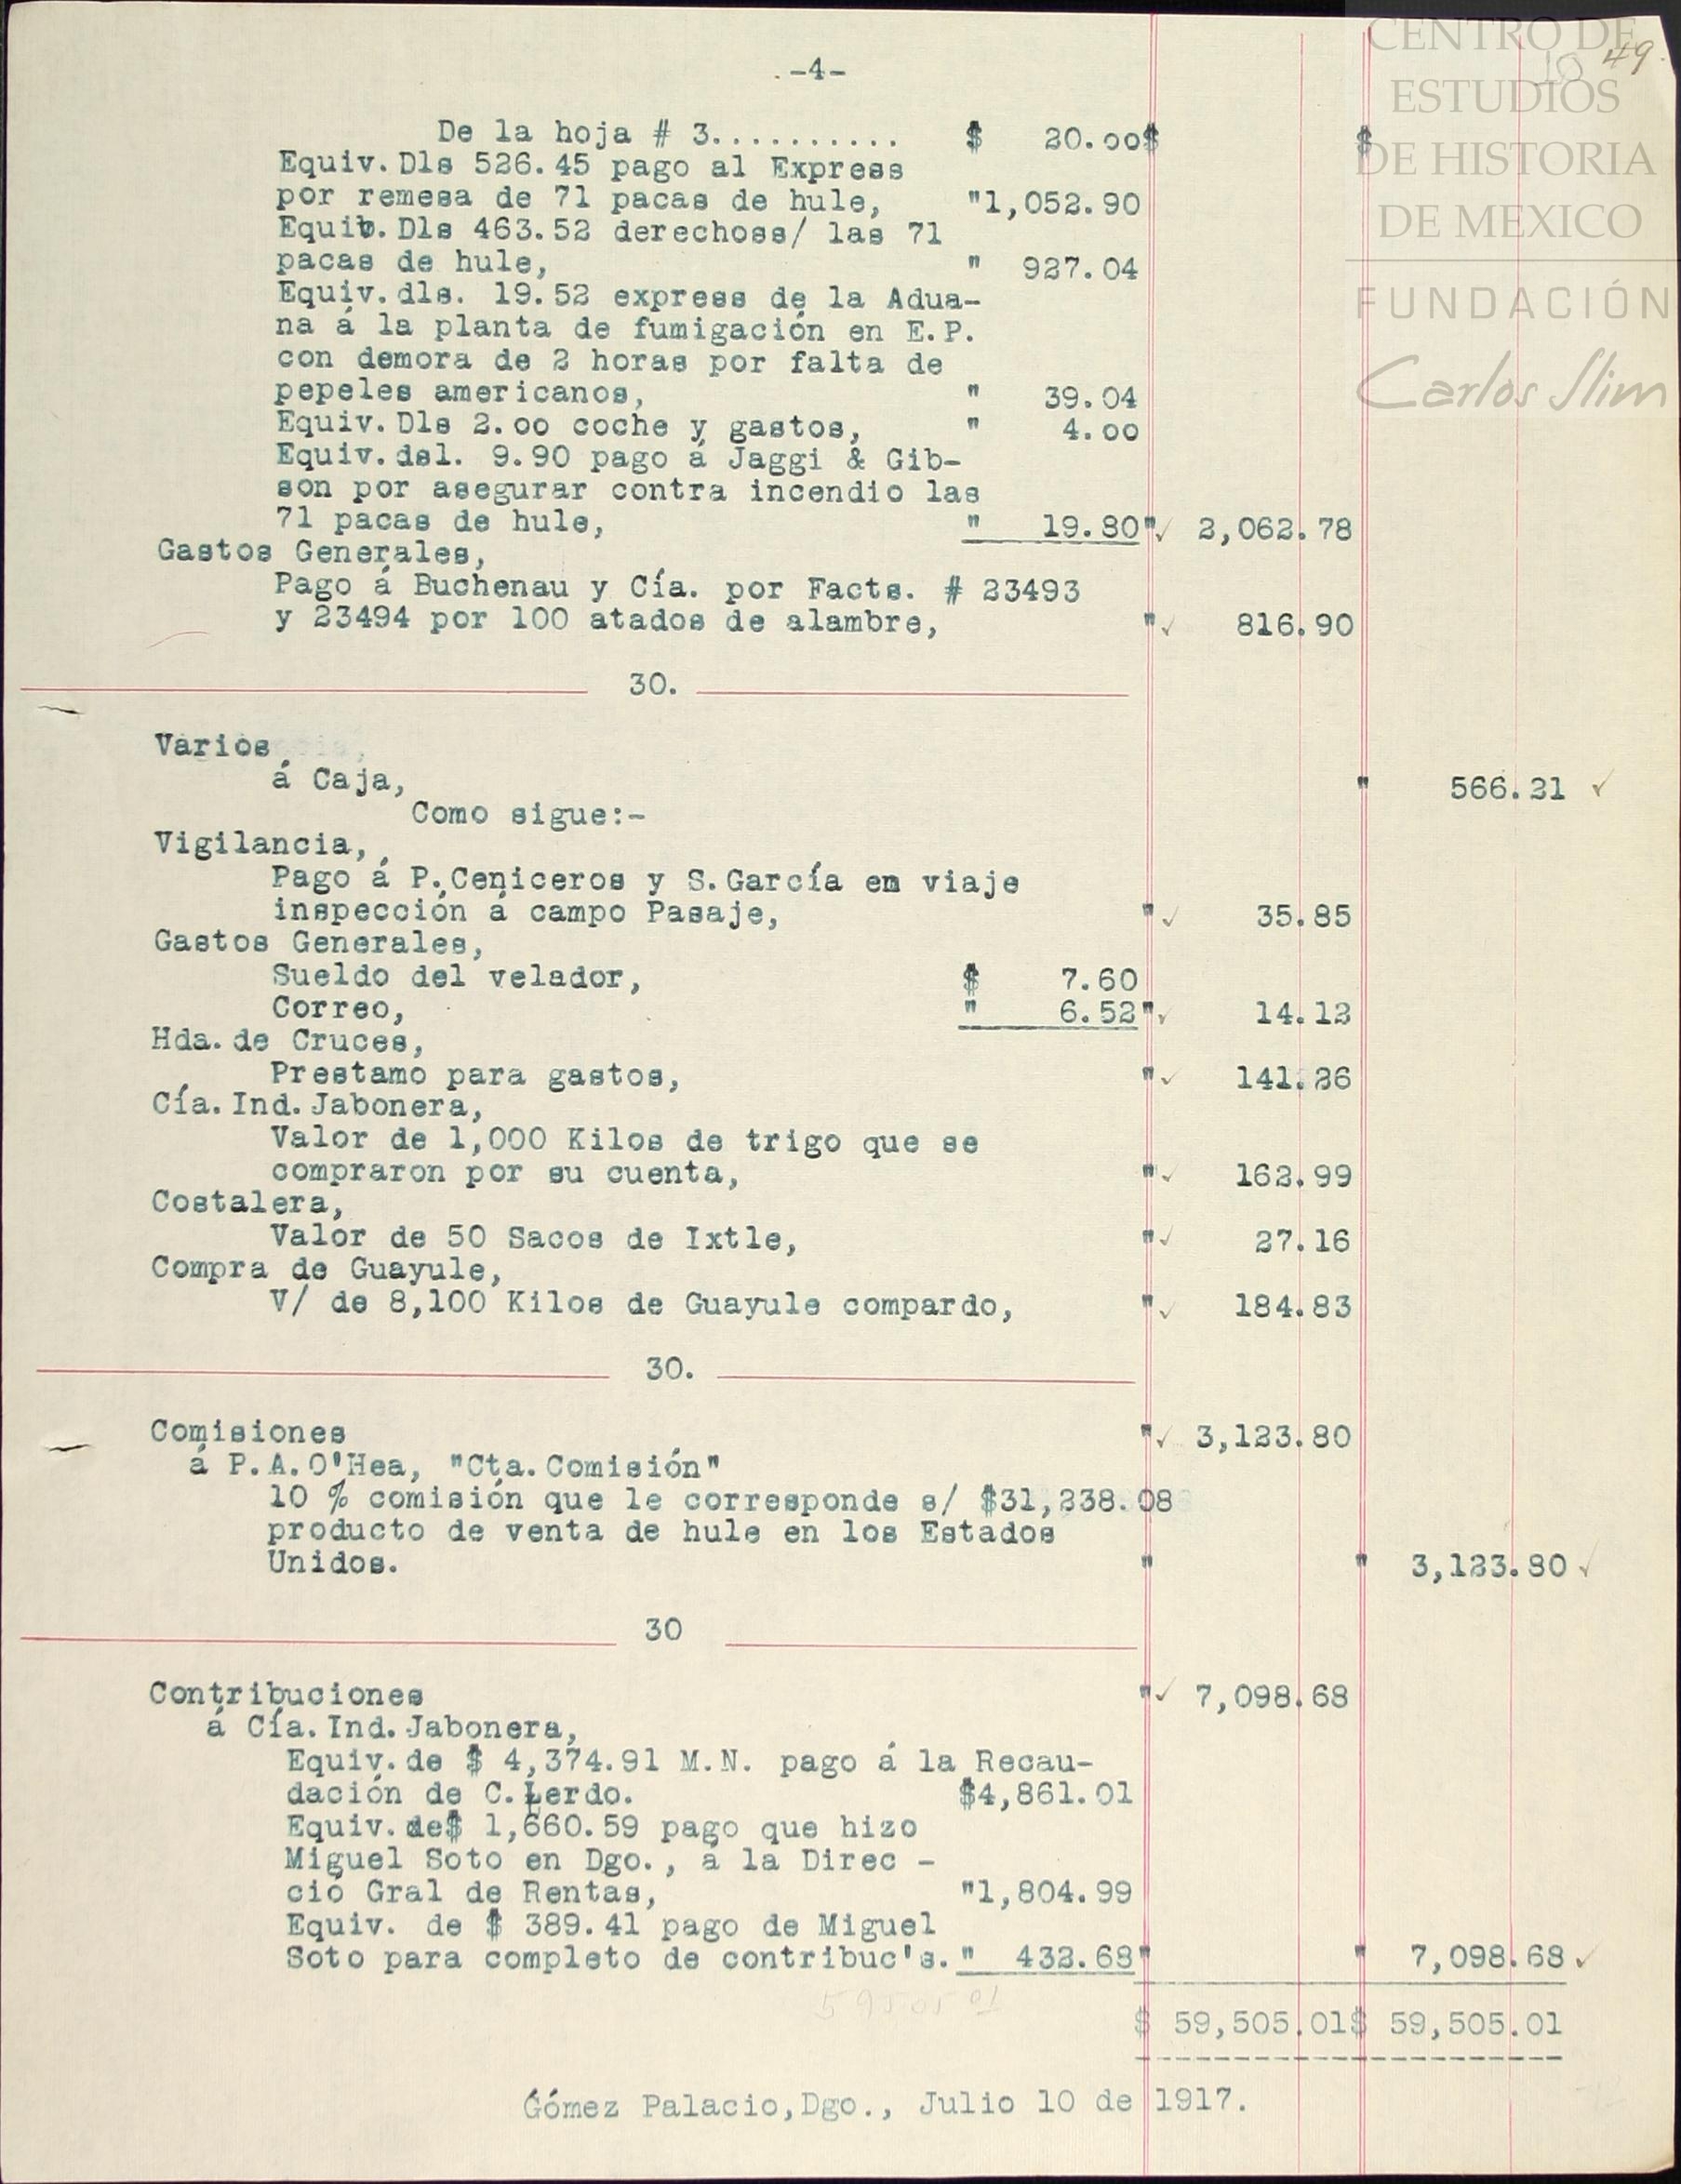 CENTRO DE
ESTUDIOS
DE HISTORIA
DE MEXICO
FUNDACIÓN
Carlos Slim
49.
-4-
De la hoja # 3.......... $ 20.oo $ $
Equiv. Dls 526.45 pago al Express
por remesa de 71 pacas de hule, "1,052.90
Equiv. Dls 463.52 derechoss/ las 71
pacas de hule, " 927.04
Equiv. dls. 19.52 express de la Adua-
na á la planta de fumigación en E.P.
con demora de 2 horas por falta de
pepeles americanos, " 39.04
Equiv. Dls 2.oo coche y gastos, " 4.oo
Equiv. dsl. 9.90 pago á Jaggi & Gib-
son por asegurar contra incendio las
71 pacas de hule, " 19.80 "✓ 2,062.78
Gastos Generales,
Pago á Buchenau y Cía. por Facts. # 23493
y 23494 por 100 atados de alambre, "✓ 816.90
30.
Varios
á Caja, " 566.21 ✓
Como sigue:-
Vigilancia,
Pago á P. Ceniceros y S. García en viaje
inspección á campo Pasaje, "✓ 35.85
Gastos Generales,
Sueldo del velador, $ 7.60
Correo, " 6.52 "✓ 14.12
Hda. de Cruces,
Prestamo para gastos, "✓ 141.26
Cía. Ind. Jabonera,
Valor de 1,000 Kilos de trigo que se
compraron por su cuenta, "✓ 162.99
Costalera,
Valor de 50 Sacos de Ixtle, "✓ 27.16
Compra de Guayule,
V/ de 8,100 Kilos de Guayule compardo, "✓ 184.83
30.
Comisiones "✓ 3,123.80
á P.A.O'Hea, "Cta. Comisión"
10 % comisión que le corresponde s/ $31,238.08
producto de venta de hule en los Estados
Unidos. " " 3,123.80 ✓
30
Contribuciones "✓ 7,098.68
á Cía. Ind. Jabonera,
Equiv. de $ 4,374.91 M.N. pago á la Recau-
dación de C. Lerdo. $4,861.01
Equiv. de$ 1,660.59 pago que hizo
Miguel Soto en Dgo., á la Direc -
ció Gral de Rentas, "1,804.99
Equiv. de $ 389.41 pago de Miguel
Soto para completo de contribuc's. " 432.68 " " 7,098.68 ✓
5950501
$ 59,505.01 $ 59,505.01
Gómez Palacio, Dgo., Julio 10 de 1917.